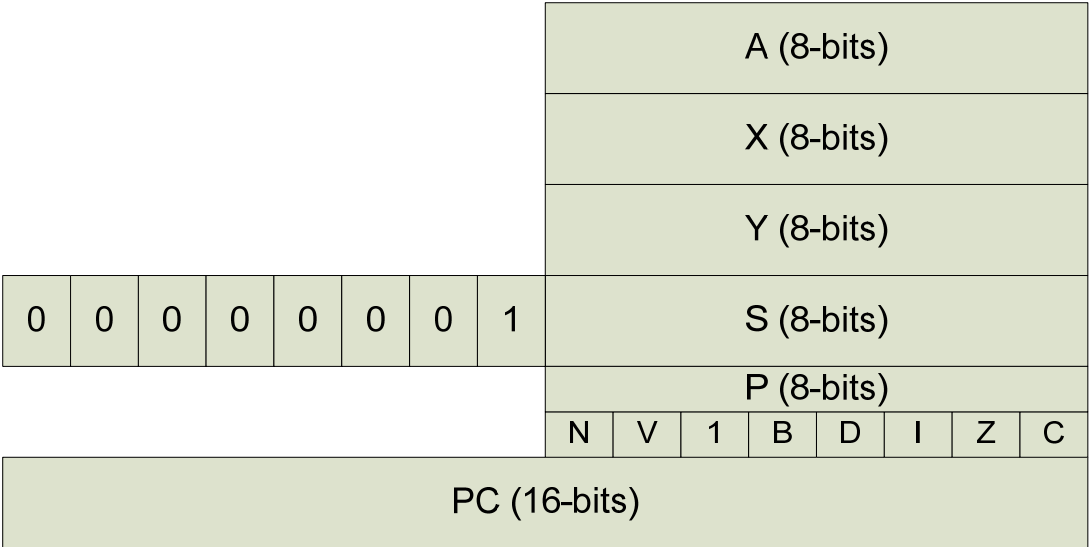 A (8-bits)
X (8-bits)
Y (8-bits)
0 0 0 0 0 0 0 1 S (8-bits)
P (8-bits)
N V 1 B D I Z C
PC (16-bits)